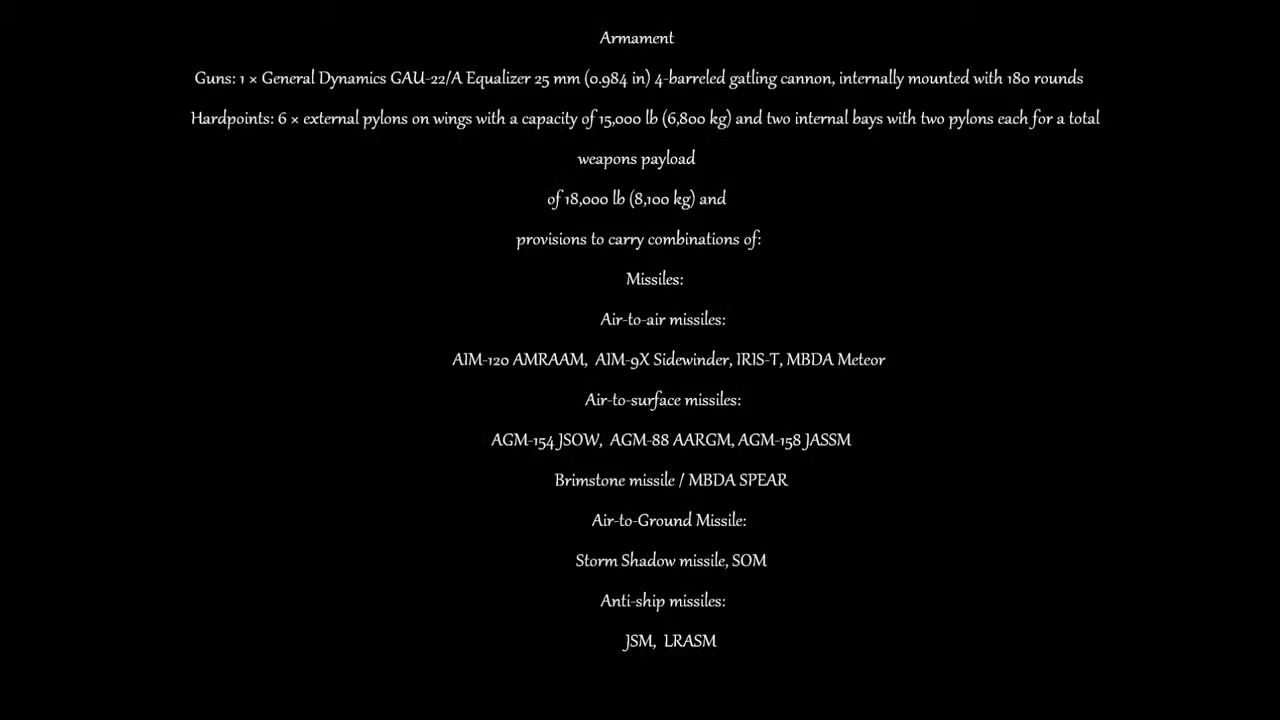 Armament
Guns: 1 × General Dynamics GAU-22/A Equalizer 25 mm (0.984 in) 4-barreled gatling cannon, internally mounted with 180 rounds
Hardpoints: 6 × external pylons on wings with a capacity of 15,000 lb (6,800 kg) and two internal bays with two pylons each for a total
weapons payload
of 18,000 lb (8,100 kg) and
provisions to carry combinations of:
Missiles:
Air-to-air missiles:
AIM-120 AMRAAM, AIM-9X Sidewinder, IRIS-T, MBDA Meteor
Air-to-surface missiles:
AGM-154 JSOW, AGM-88 AARGM, AGM-158 JASSM
Brimstone missile / MBDA SPEAR
Air-to-Ground Missile:
Storm Shadow missile, SOM
Anti-ship missiles:
JSM, LRASM